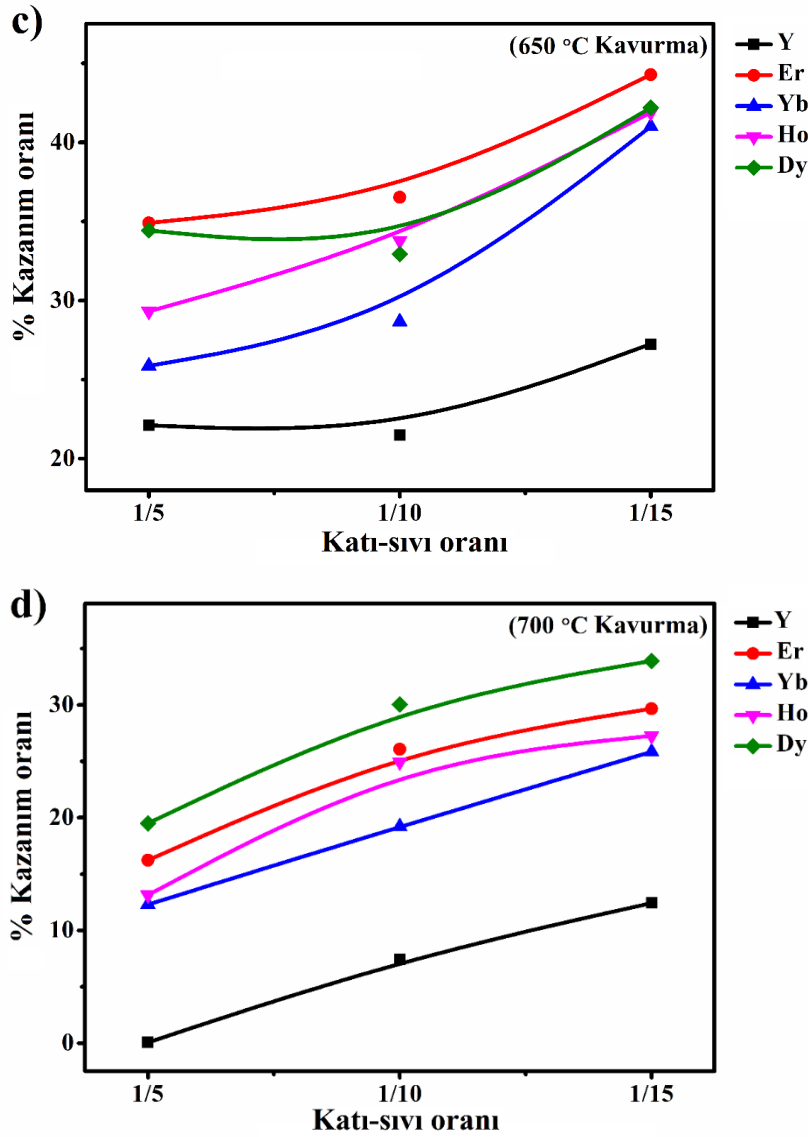 c)
(650 °C Kavurma)
Y
Er
Yb
Ho
Dy
% Kazanım oranı
40
30
20
1/5
1/10
1/15
Katı-sıvı oranı
d)
(700 °C Kavurma)
Y
Er
Yb
Ho
Dy
% Kazanım oranı
30
20
10
0
1/5
1/10
1/15
Katı-sıvı oranı